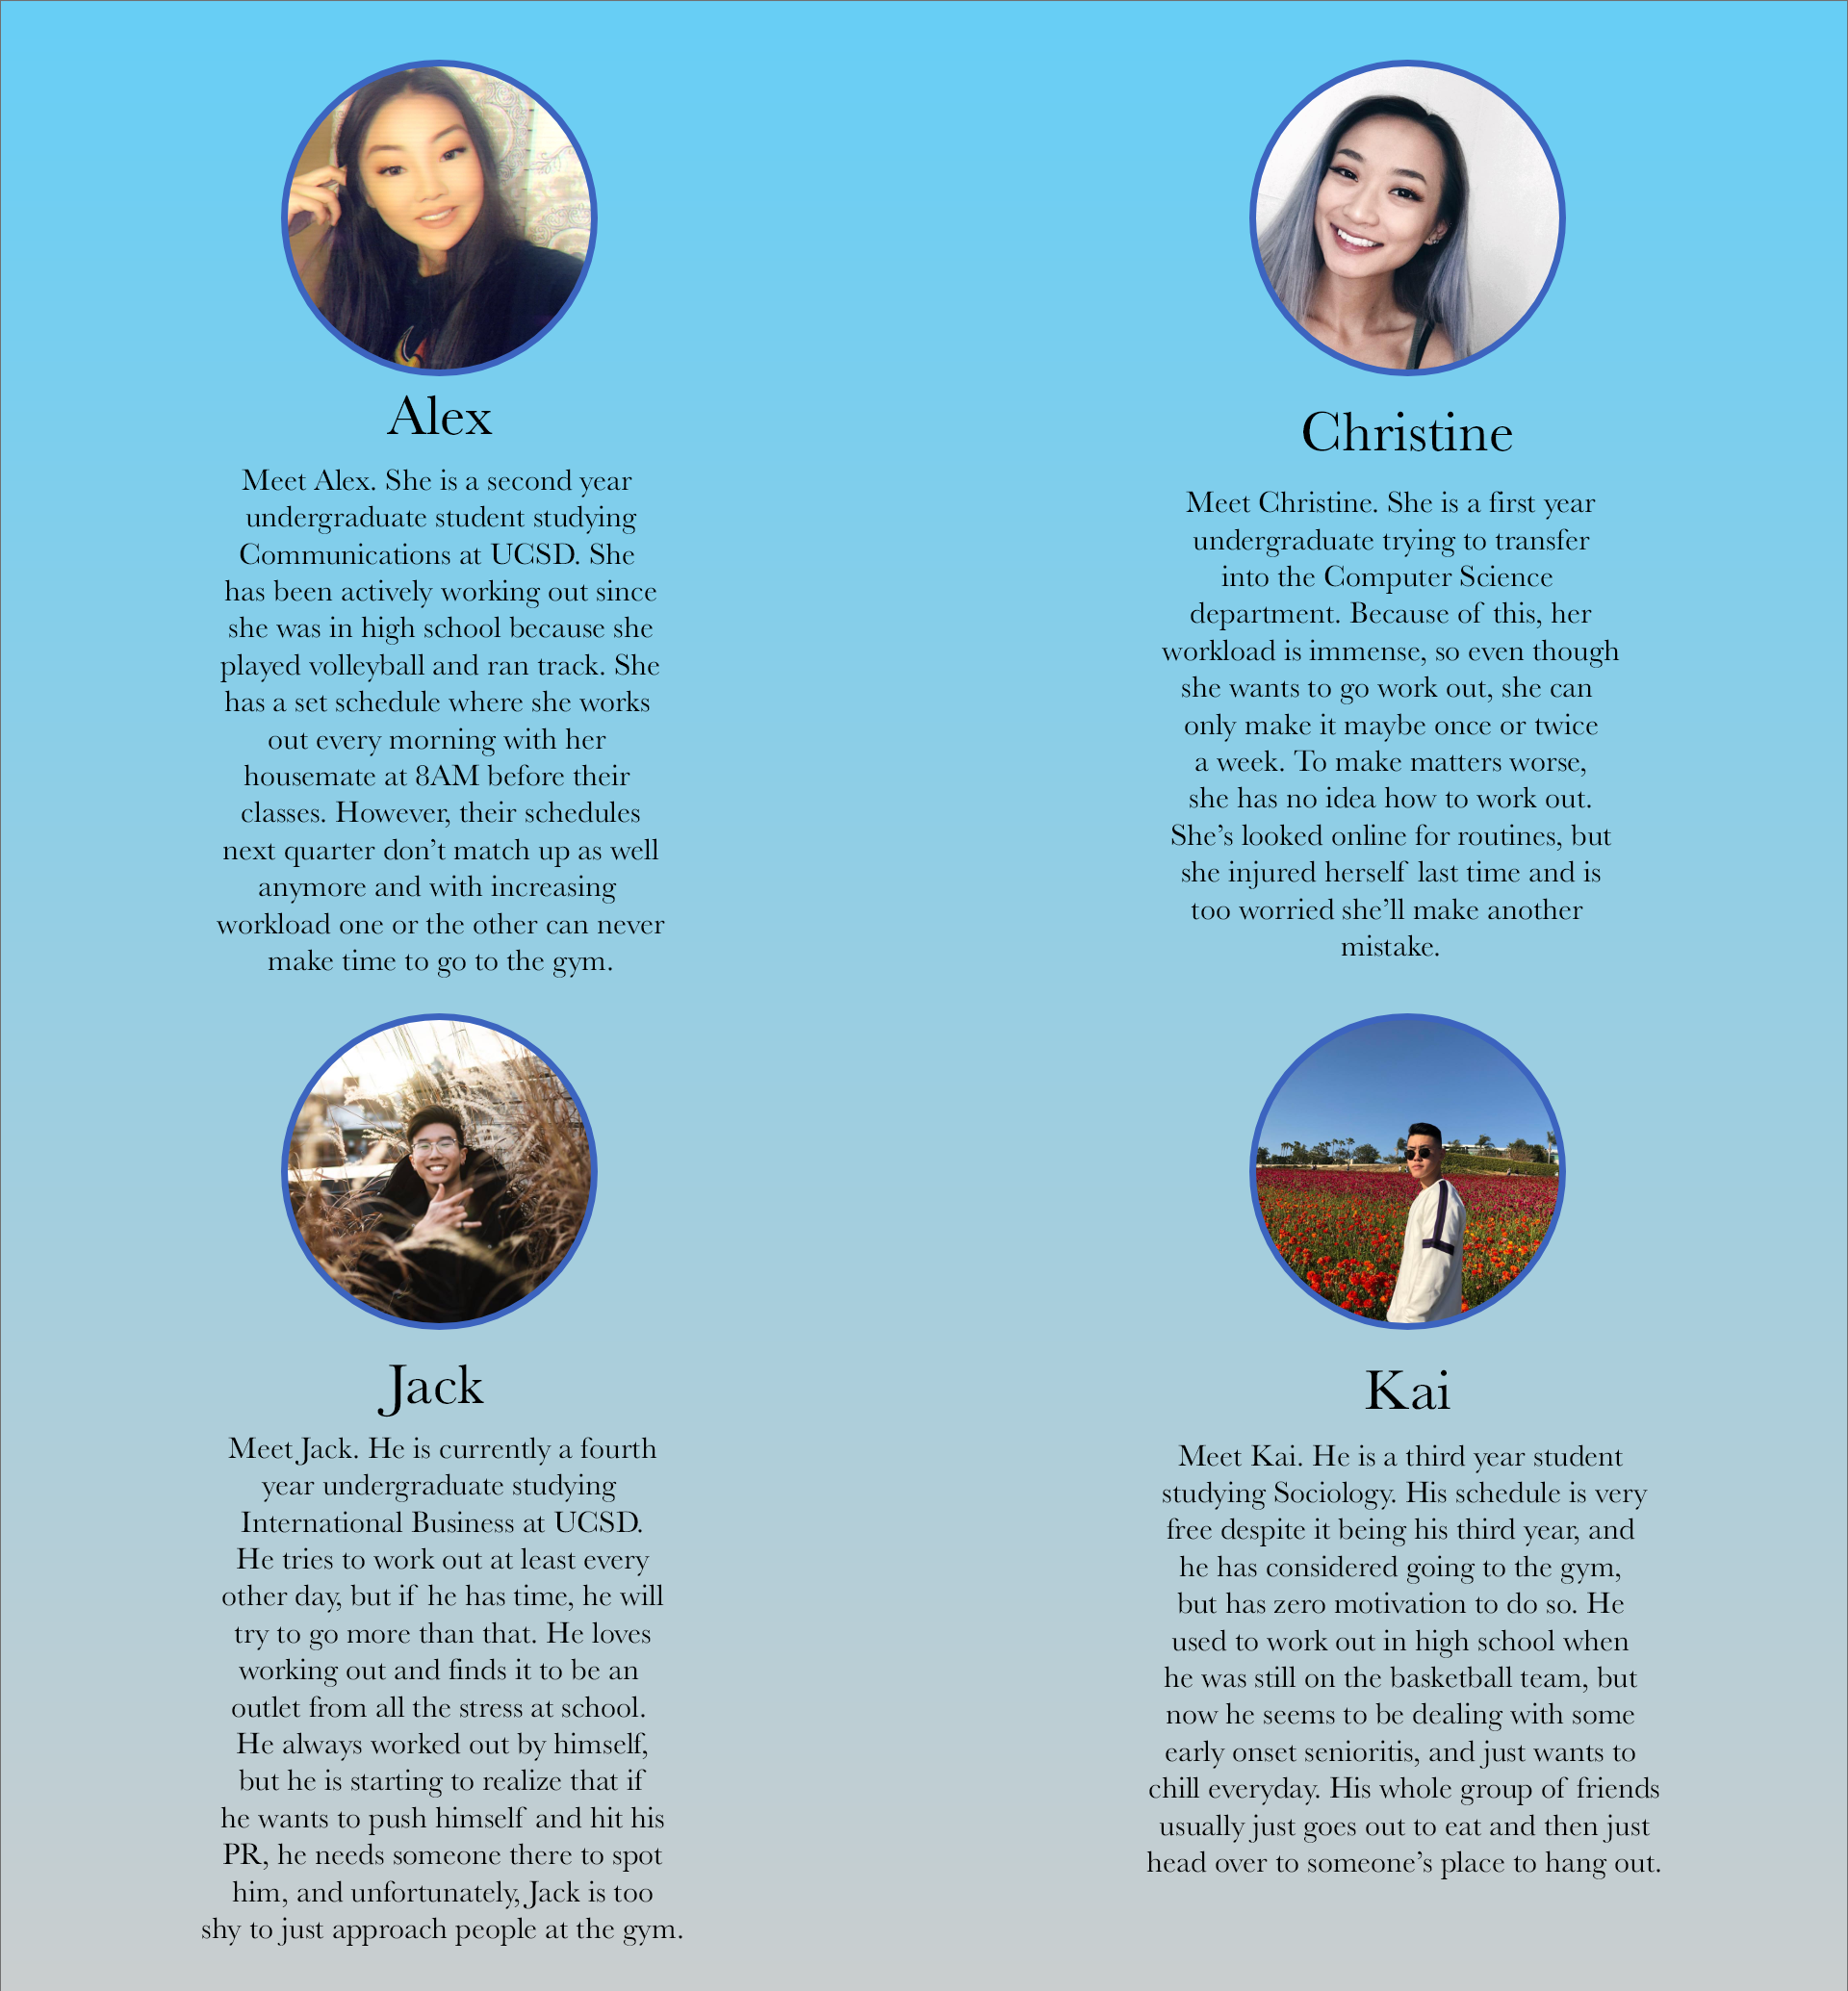 Alex
Meet Alex. She is a second year
undergraduate student studying
Communications at UCSD. She
has been actively working out since
she was in high school because she
played volleyball and ran track. She
has a set schedule where she works
out every morning with her
housemate at 8AM before their
classes. However, their schedules
next quarter don’t match up as well
anymore and with increasing
workload one or the other can never
make time to go to the gym.
Christine
Meet Christine. She is a first year
undergraduate trying to transfer
into the Computer Science
department. Because of this, her
workload is immense, so even though
she wants to go work out, she can
only make it maybe once or twice
a week. To make matters worse,
she has no idea how to work out.
She’s looked online for routines, but
she injured herself last time and is
too worried she’ll make another
mistake.
Jack
Meet Jack. He is currently a fourth
year undergraduate studying
International Business at UCSD.
He tries to work out at least every
other day, but if he has time, he will
try to go more than that. He loves
working out and finds it to be an
outlet from all the stress at school.
He always worked out by himself,
but he is starting to realize that if
he wants to push himself and hit his
PR, he needs someone there to spot
him, and unfortunately, Jack is too
shy to just approach people at the gym.
Kai
Meet Kai. He is a third year student
studying Sociology. His schedule is very
free despite it being his third year, and
he has considered going to the gym,
but has zero motivation to do so. He
used to work out in high school when
he was still on the basketball team, but
now he seems to be dealing with some
early onset senioritis, and just wants to
chill everyday. His whole group of friends
usually just goes out to eat and then just
head over to someone’s place to hang out.